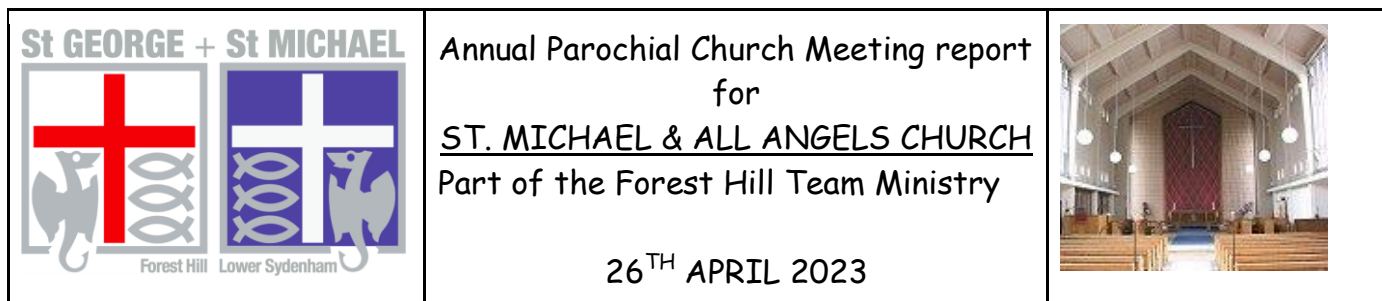 St GEORGE + St MICHAEL
Forest Hill Lower Sydenham
Annual Parochial Church Meeting report
for
ST. MICHAEL & ALL ANGELS CHURCH
Part of the Forest Hill Team Ministry
26TH APRIL 2023